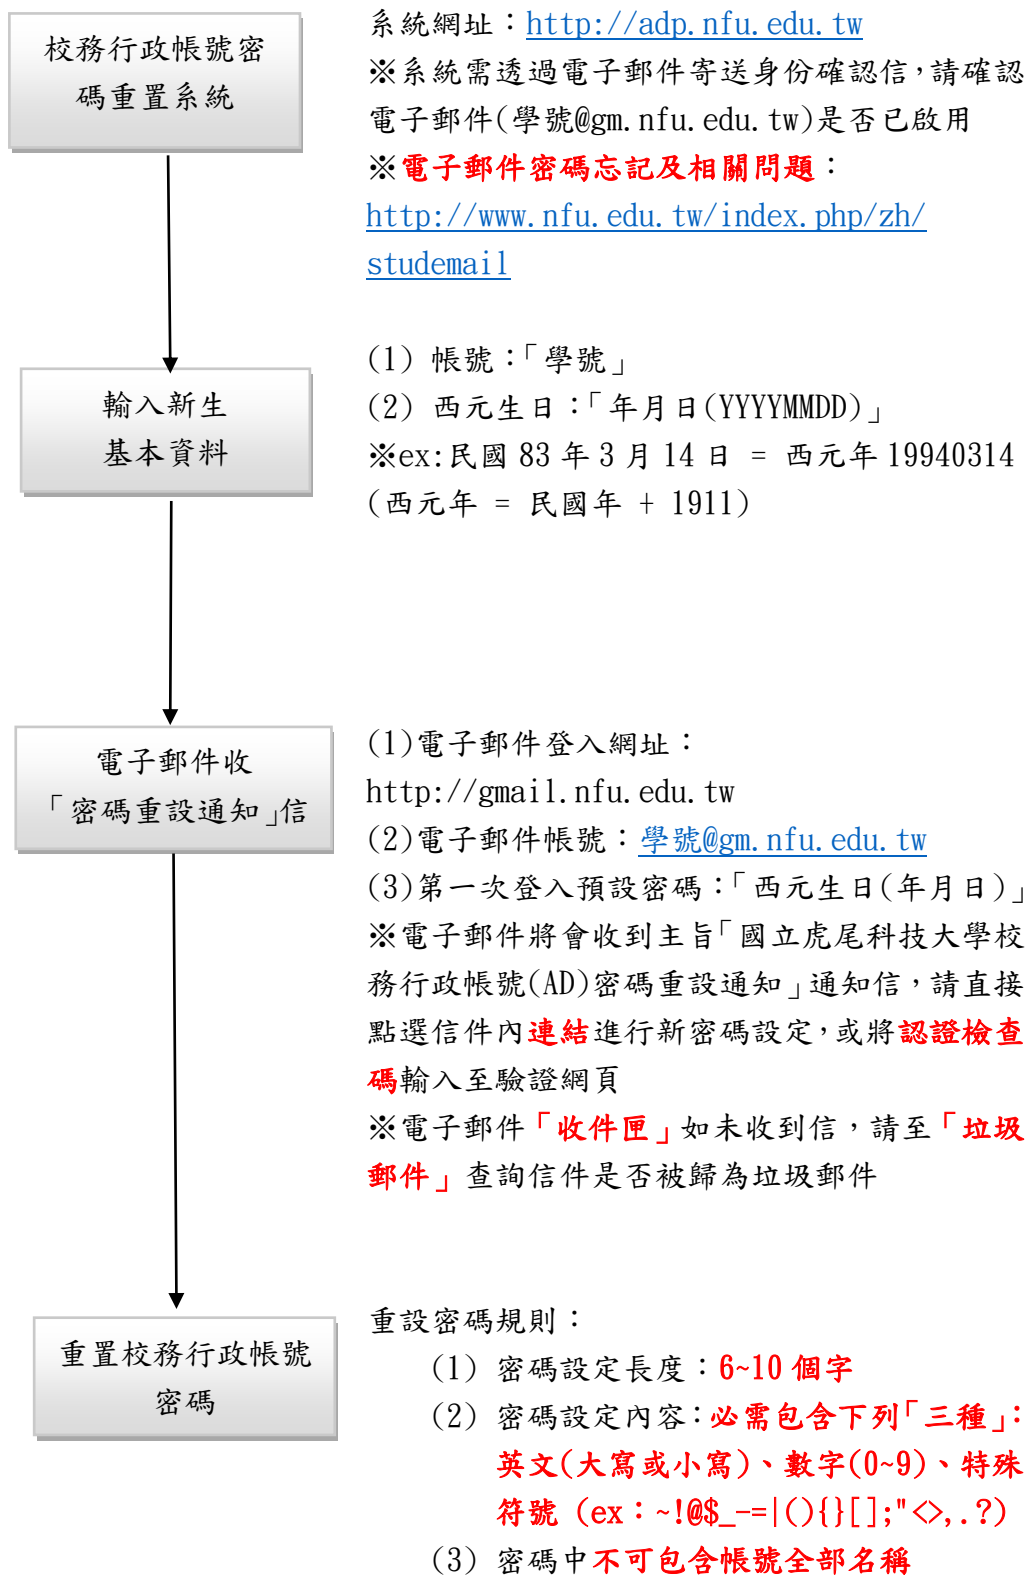 校務行政帳號密
碼重置系統
系統網址：http://adp.nfu.edu.tw
※系統需透過電子郵件寄送身份確認信，請確認
電子郵件(學號@gm.nfu.edu.tw)是否已啟用
※電子郵件密碼忘記及相關問題：
http://www.nfu.edu.tw/index.php/zh/
studemail
輸入新生
基本資料
(1) 帳號：「學號」
(2) 西元生日：「年月日(YYYYMMDD)」
※ex:民國 83 年 3 月 14 日 = 西元年 19940314
(西元年 = 民國年 + 1911)
電子郵件收
「密碼重設通知」信
(1)電子郵件登入網址：
http://gmail.nfu.edu.tw
(2)電子郵件帳號：學號@gm.nfu.edu.tw
(3)第一次登入預設密碼：「西元生日(年月日)」
※電子郵件將會收到主旨「國立虎尾科技大學校
務行政帳號(AD)密碼重設通知」通知信，請直接
點選信件內連結進行新密碼設定，或將認證檢查
碼輸入至驗證網頁
※電子郵件「收件匣」如未收到信，請至「垃圾
郵件」查詢信件是否被歸為垃圾郵件
重置校務行政帳號
密碼
重設密碼規則：
(1) 密碼設定長度：6~10 個字
(2) 密碼設定內容：必需包含下列「三種」：
英文(大寫或小寫)、數字(0~9)、特殊
符號 (ex：~!@$_-=|(){}[];"<>,.?)
(3) 密碼中不可包含帳號全部名稱